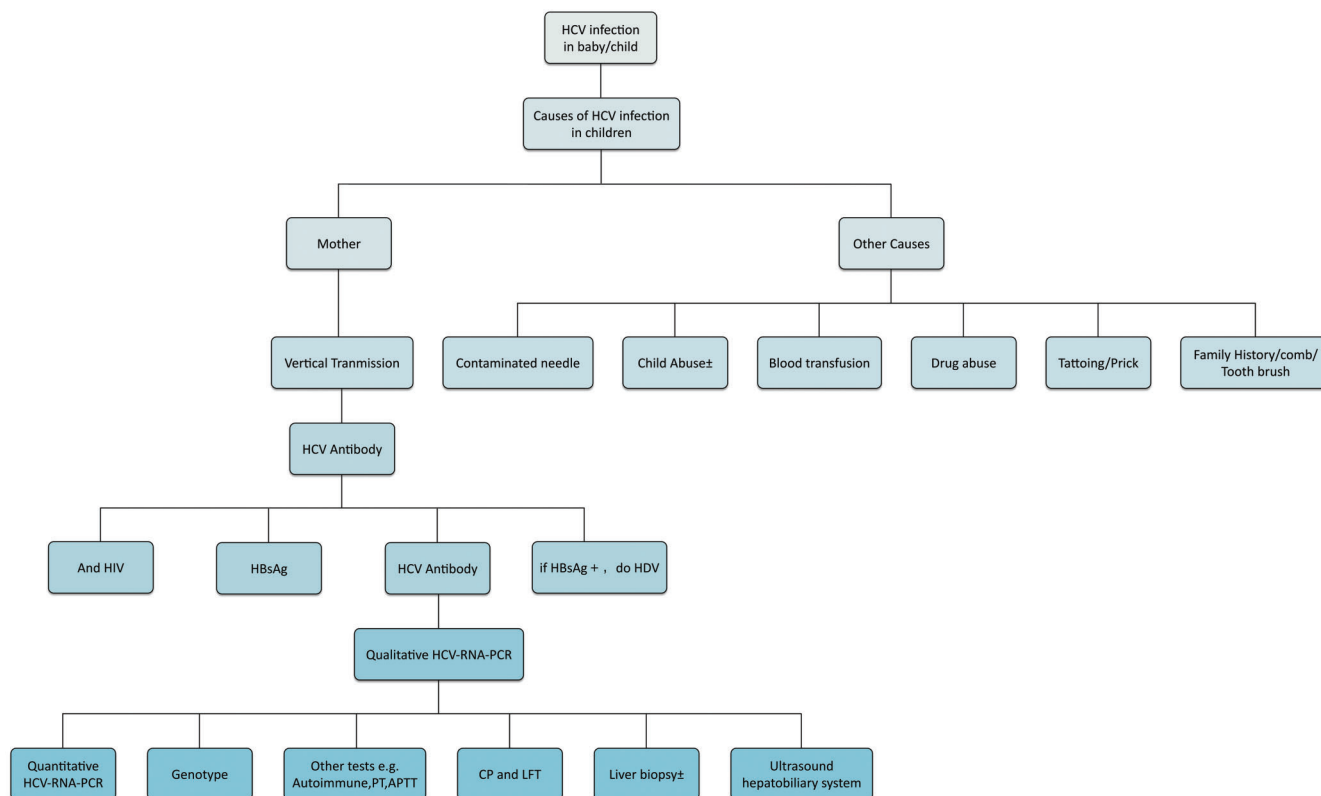 HCV infection
in baby/child
Causes of HCV infection
in children
Mother
Other Causes
Vertical Tranmission
Contaminated needle
Child Abuse±
Blood transfusion
Drug abuse
Tattoing/Prick
Family History/comb/
Tooth brush
HCV Antibody
And HIV
HBsAg
HCV Antibody
if HBsAg +， do HDV
Qualitative HCV-RNA-PCR
Quantitative
HCV-RNA-PCR
Genotype
Other tests e.g.
Autoimmune,PT,APTT
CP and LFT
Liver biopsy±
Ultrasound
hepatobiliary system